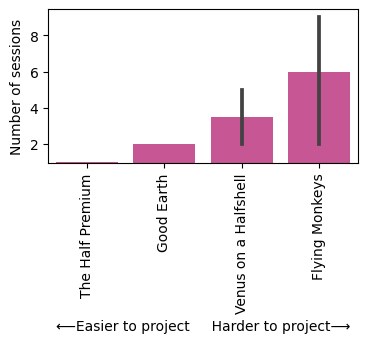 Number of sessions
8
6
4
2
The Half Premium
Good Earth
Venus on a Halfshell
Flying Monkeys
⟵Easier to project
Harder to project⟶